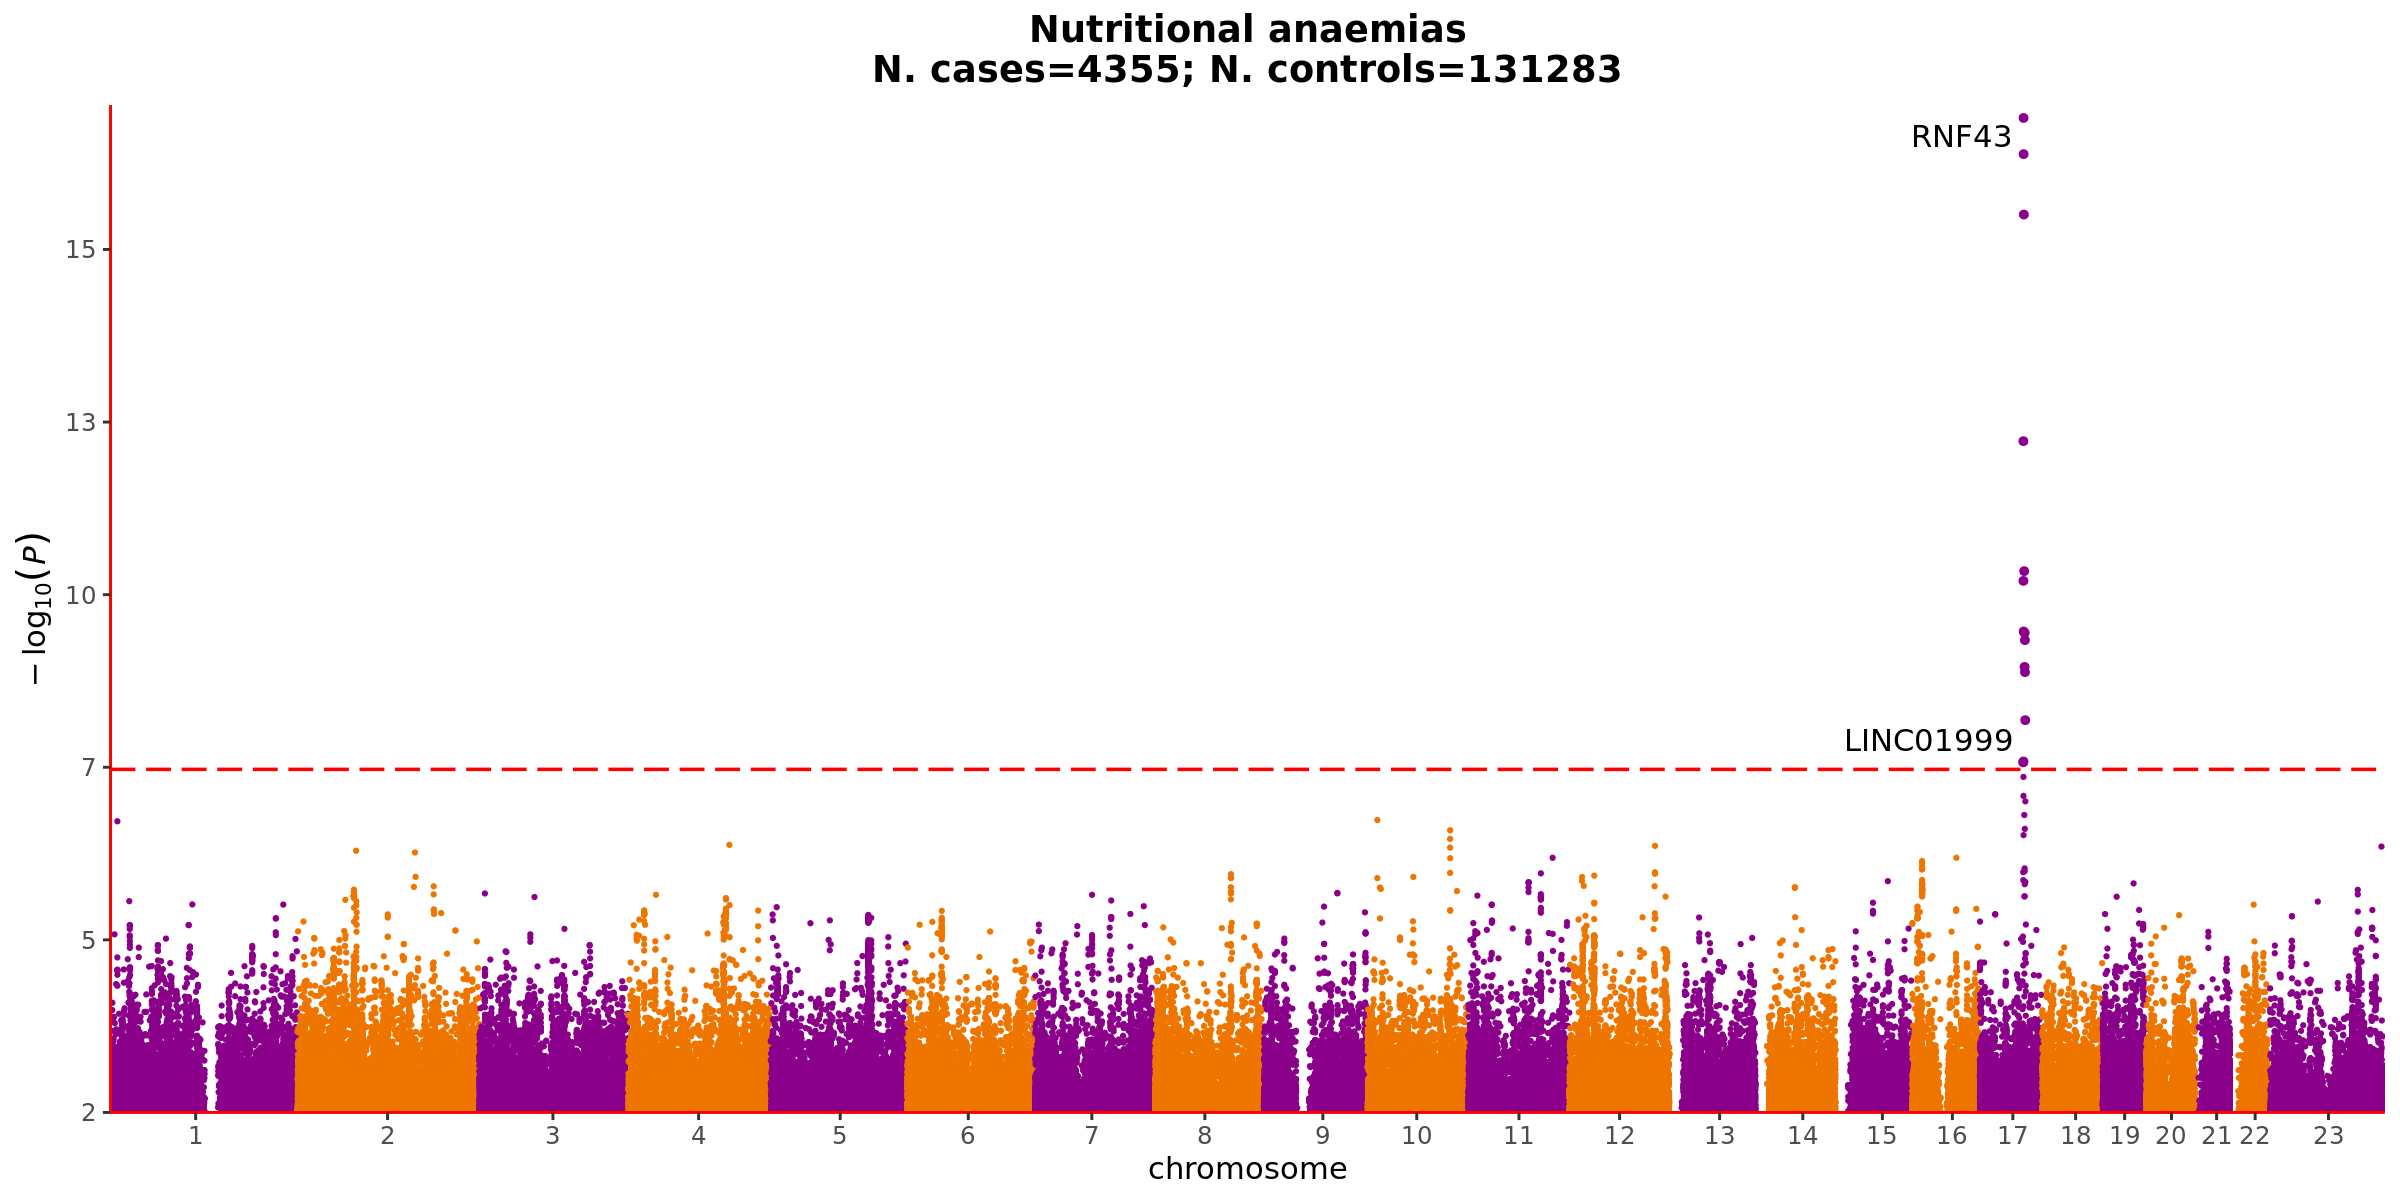 Nutritional anaemias
N. cases=4355; N. controls=131283
RNF43
15
13
−log10(P)
10
LINC01999
7
5
2
1 2 3 4 5 6 7 8 9 10 11 12 13 14 15 16 17 18 19 20 21 22 23
chromosome